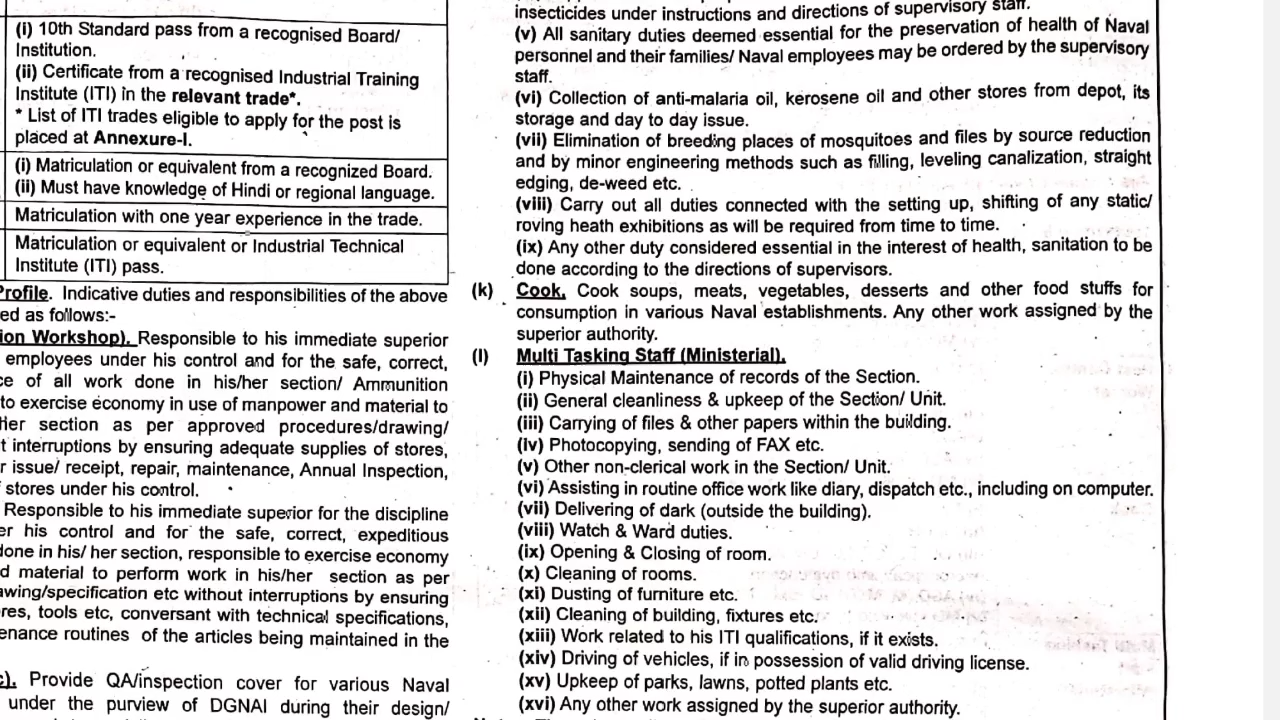 (i) 10th Standard pass from a recognised Board/
Institution.
(ii) Certificate from a recognised Industrial Training
Institute (ITI) in the relevant trade*.
* List of ITI trades eligible to apply for the post is
placed at Annexure-I.
(i) Matriculation or equivalent from a recognized Board.
(ii) Must have knowledge of Hindi or regional language.
Matriculation with one year experience in the trade.
Matriculation or equivalent or Industrial Technical
Institute (ITI) pass.
Profile. Indicative duties and responsibilities of the above
ed as follows:-
ion Workshop). Responsible to his immediate superior
employees under his control and for the safe, correct,
ce of all work done in his/her section/ Ammunition
to exercise economy in use of manpower and material to
Her section as per approved procedures/drawing/
t interruptions by ensuring adequate supplies of stores,
r issue/ receipt, repair, maintenance, Annual Inspection,
stores under his control.
Responsible to his immediate superior for the discipline
er his control and for the safe, correct, expeditious
done in his/ her section, responsible to exercise economy
d material to perform work in his/her section as per
awing/specification etc without interruptions by ensuring
res, tools etc, conversant with technical specifications,
enance routines of the articles being maintained in the
c). Provide QA/inspection cover for various Naval
under the purview of DGNAI during their design/
insecticides under instructions and directions of supervisory staff.
(v) All sanitary duties deemed essential for the preservation of health of Naval
personnel and their families/ Naval employees may be ordered by the supervisory
staff.
(vi) Collection of anti-malaria oil, kerosene oil and other stores from depot, its
storage and day to day issue.
(vii) Elimination of breeding places of mosquitoes and files by source reduction
and by minor engineering methods such as filling, leveling canalization, straight
edging, de-weed etc.
(viii) Carry out all duties connected with the setting up, shifting of any static/
roving heath exhibitions as will be required from time to time.
(ix) Any other duty considered essential in the interest of health, sanitation to be
done according to the directions of supervisors.
(k) Cook. Cook soups, meats, vegetables, desserts and other food stuffs for
consumption in various Naval establishments. Any other work assigned by the
superior authority.
(l) Multi Tasking Staff (Ministerial).
(i) Physical Maintenance of records of the Section.
(ii) General cleanliness & upkeep of the Section/ Unit.
(iii) Carrying of files & other papers within the building.
(iv) Photocopying, sending of FAX etc.
(v) Other non-clerical work in the Section/ Unit.
(vi) Assisting in routine office work like diary, dispatch etc., including on computer.
(vii) Delivering of dark (outside the building).
(viii) Watch & Ward duties.
(ix) Opening & Closing of room.
(x) Cleaning of rooms.
(xi) Dusting of furniture etc.
(xii) Cleaning of building, fixtures etc.
(xiii) Work related to his ITI qualifications, if it exists.
(xiv) Driving of vehicles, if in possession of valid driving license.
(xv) Upkeep of parks, lawns, potted plants etc.
(xvi) Any other work assigned by the superior authority.